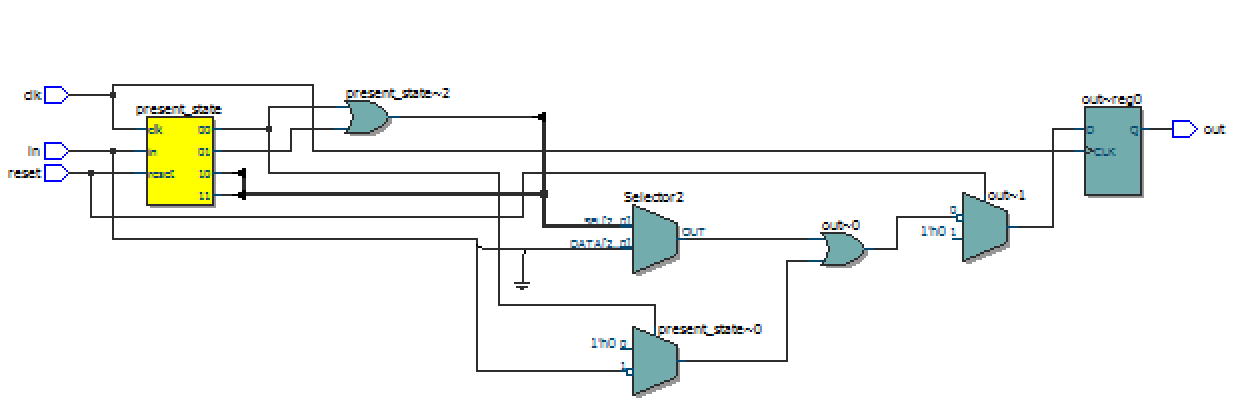 clk
present_state
clk
in
reset
00
01
10
11
in
reset
present_state~2
Selector2
SEL[2..0]
DATA[2..0]
OUT
present_state~0
1'h0 0
1
out~0
out~1
0
1'h0 1
out~reg0
D
Q
CLK
out